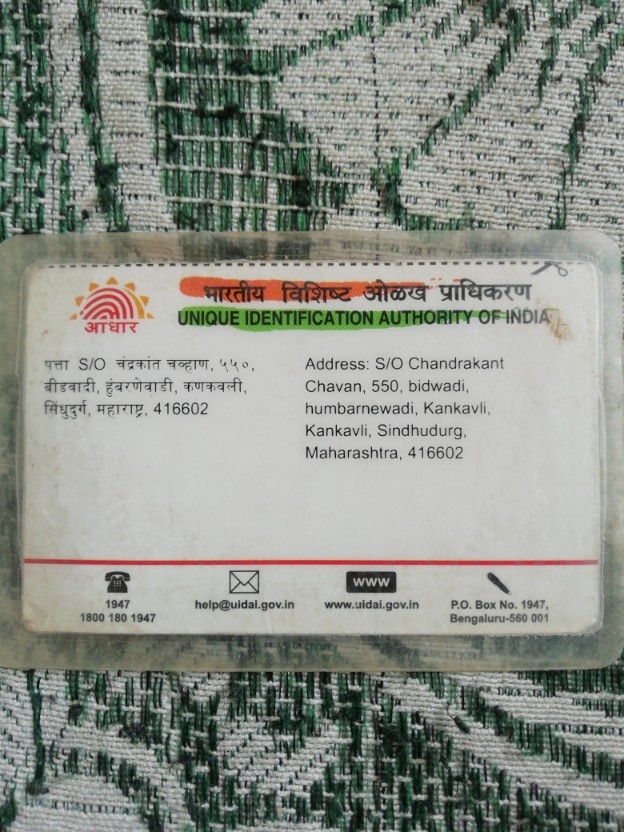 भारतीय विशिष्ट ओळख प्राधिकरण
UNIQUE IDENTIFICATION AUTHORITY OF INDIA
आधार
पत्ता S/O चंद्रकांत चव्हाण, ५५०,
बीडवादी, हुंबरणेवाडी, कणकवली,
सिंधुदुर्ग, महाराष्ट्र, 416602
Address: S/O Chandrakant
Chavan, 550, bidwadi,
humbarnewadi, Kankavli,
Kankavli, Sindhudurg,
Maharashtra, 416602
1947
1800 180 1947
help@uidai.gov.in
www
www.uidai.gov.in
P.O. Box No. 1947,
Bengaluru-560 001